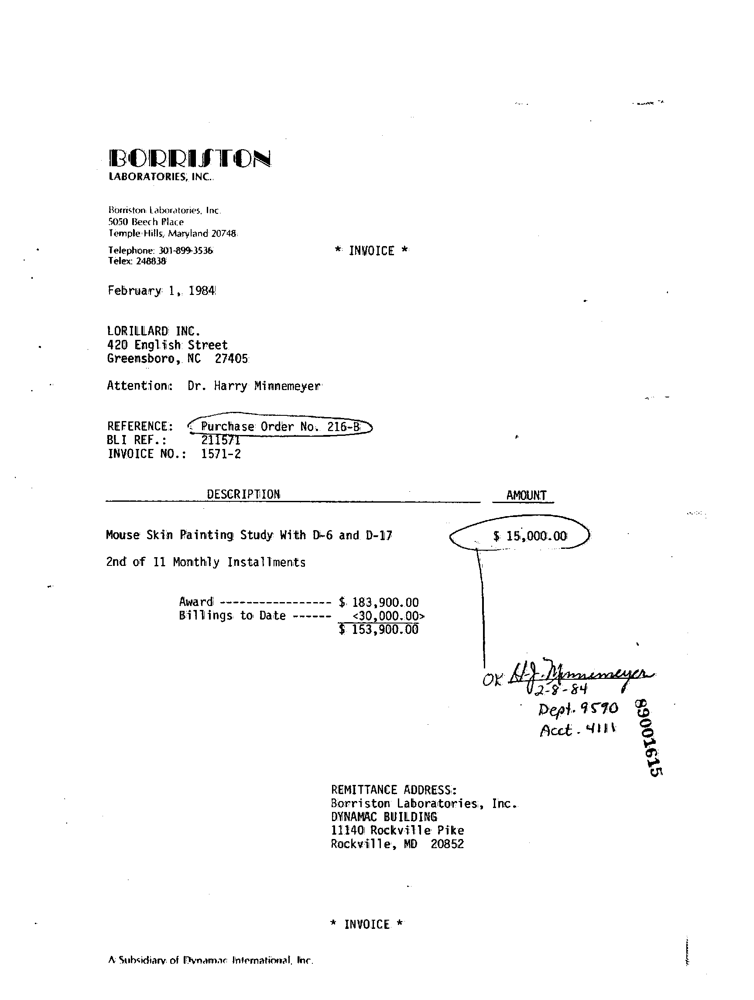 BORRISTON
LABORATORIES, INC.
Borriston Laboratories, Inc.
5050 Beech Place
Temple Hills, Maryland 20748
Telephone: 301-899-3536
Telex: 248838
* INVOICE *
February 1, 1984
LORILLARD INC.
420 English Street
Greensboro, NC 27405
Attention: Dr. Harry Minnemeyer
REFERENCE: Purchase Order No. 216-B
BLI REF.: 211571
INVOICE NO.: 1571-2
DESCRIPTION AMOUNT
Mouse Skin Painting Study With D-6 and D-17 $ 15,000.00
2nd of 11 Monthly Installments
Award ----------------- $ 183,900.00
Billings to Date ------ <30,000.00>
$ 153,900.00
OK H.J. Minnemeyer
2-8-84
Dept. 9590
Acct. 4111
89001615
REMITTANCE ADDRESS:
Borriston Laboratories, Inc.
DYNAMAC BUILDING
11140 Rockville Pike
Rockville, MD 20852
* INVOICE *
A Subsidiary of Dynamac International, Inc.